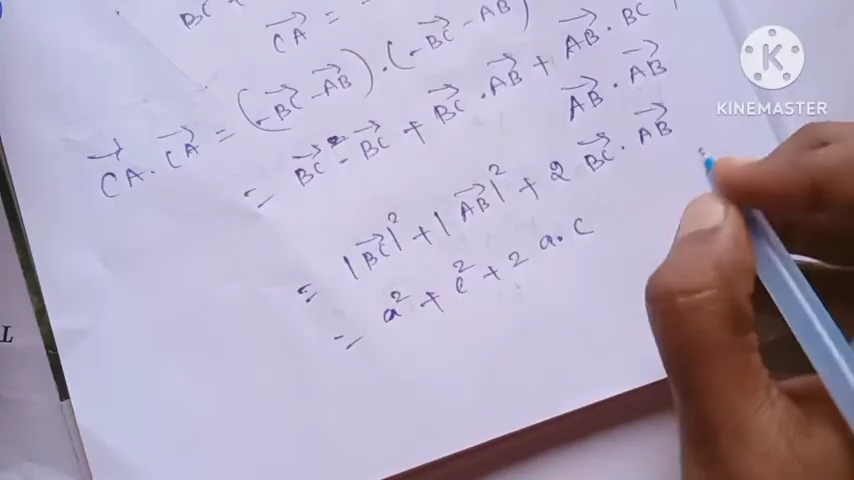 BC
CA =
CA . CA = (-BC - AB) . (-BC - AB)
= BC - BC + BC . AB + AB . BC +
AB . AB
= |BC|² + |AB|² + 2 BC . AB
= a² + c² + 2 a . c
KINEMASTER